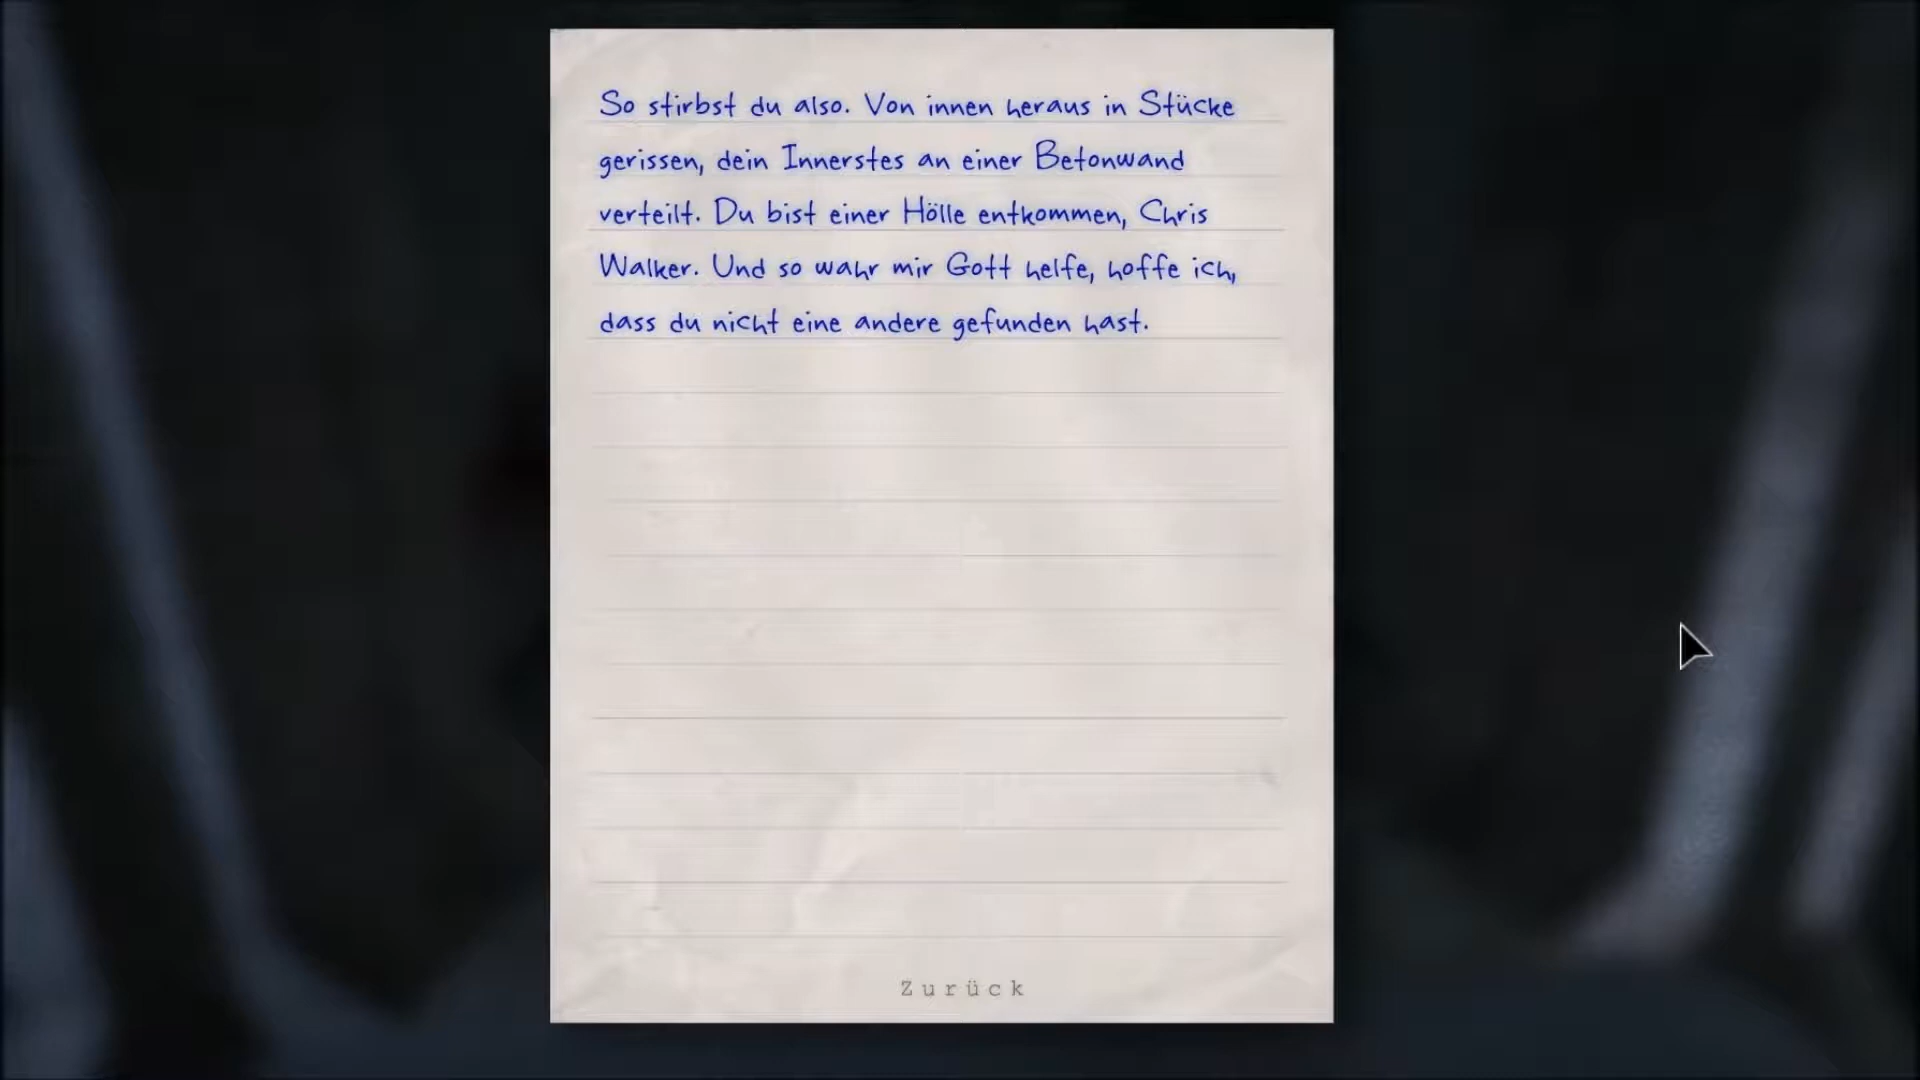 So stirbst du also. Von innen heraus in Stücke
gerissen, dein Innerstes an einer Betonwand
verteilt. Du bist einer Hölle entkommen, Chris
Walker. Und so wahr mir Gott helfe, hoffe ich,
dass du nicht eine andere gefunden hast.
Zurück